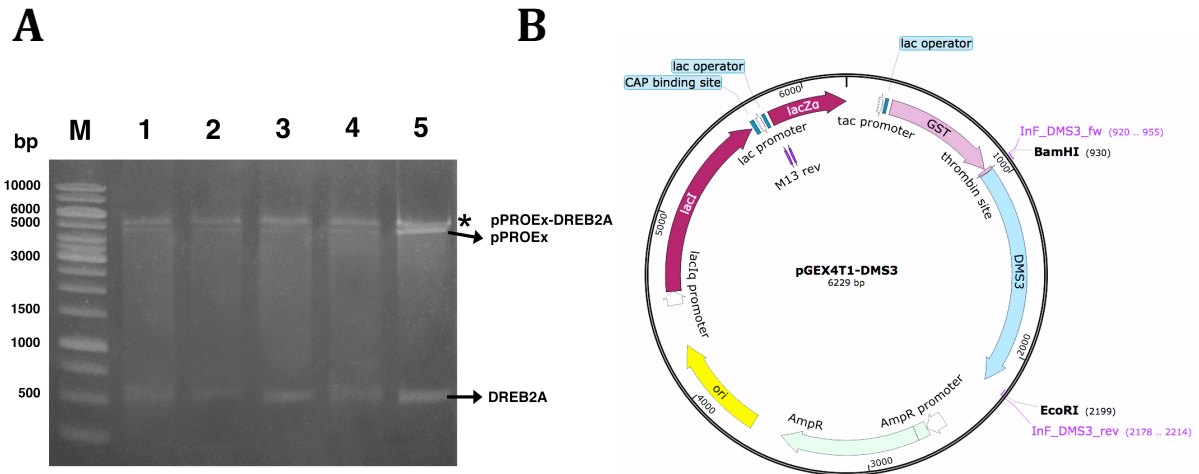 A
M 1 2 3 4 5
bp
10000
6000
5000
3000
1500
1000
500
* pPROEx-DREB2A
pPROEx
DREB2A
B
lac operator
lac operator
CAP binding site
6000
lacZα
tac promoter
GST
InF_DMS3_fw (920 .. 955)
BamHI (930)
1000
lac promoter
M13 rev
thrombin site
lacI
5000
lacIq promoter
pGEX4T1-DMS3
6229 bp
DMS3
2000
ori
4000
AmpR
AmpR promoter
3000
EcoRI (2199)
InF_DMS3_rev (2178 .. 2214)